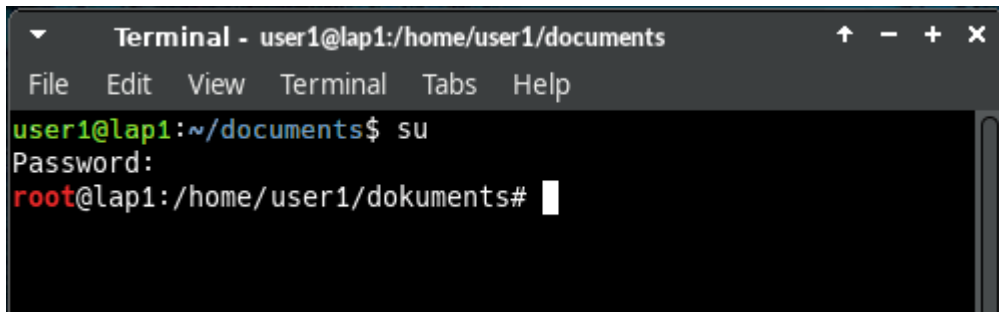 Terminal - user1@lap1:/home/user1/documents
File Edit View Terminal Tabs Help
user1@lap1:~/documents$ su
Password:
root@lap1:/home/user1/dokuments#